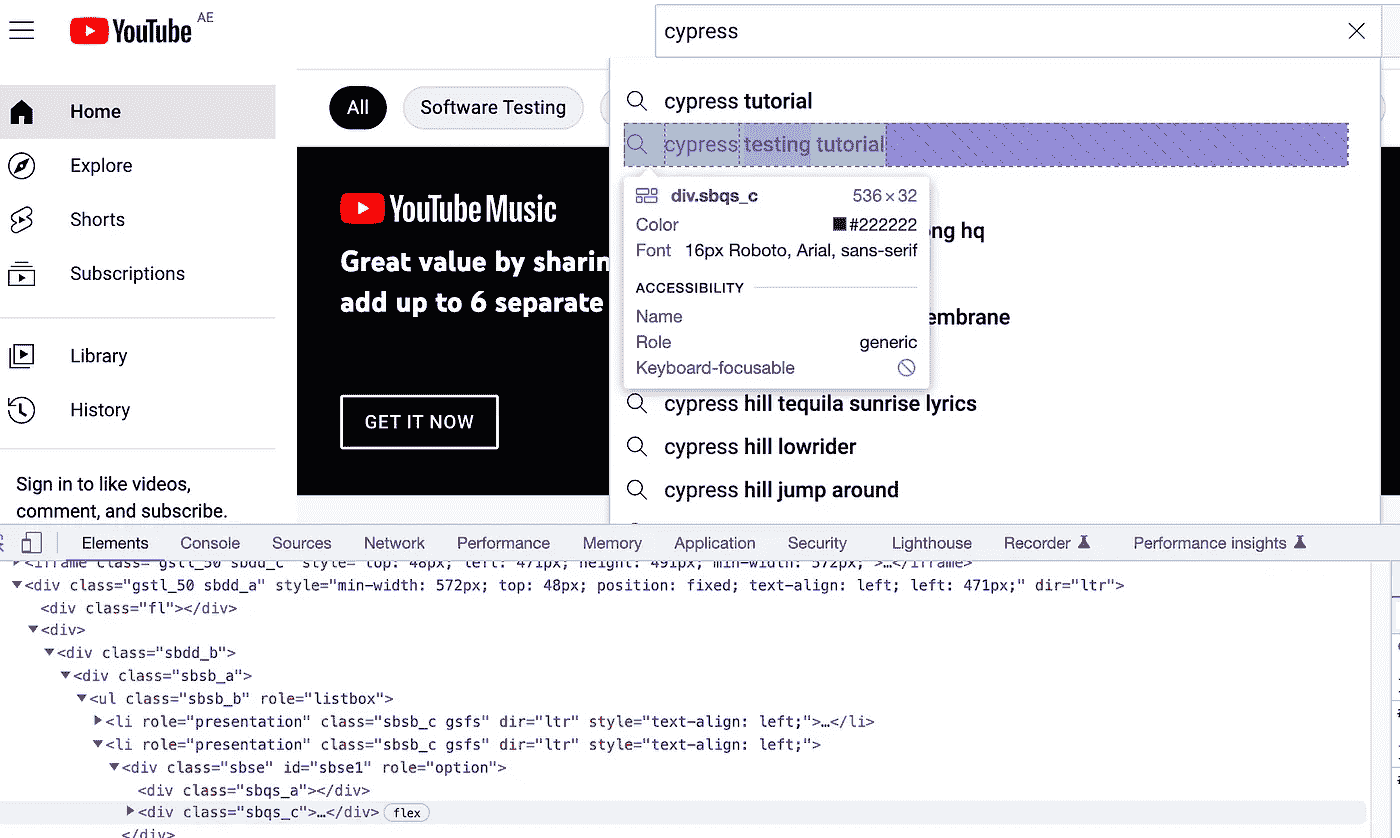 YouTube AE
cypress
Home
Explore
Shorts
Subscriptions
Library
History
Sign in to like videos,
comment, and subscribe.
All
Software Testing
YouTube Music
Great value by sharin
add up to 6 separate
GET IT NOW
cypress tutorial
cypress testing tutorial
ng hq
embrane
cypress hill tequila sunrise lyrics
cypress hill lowrider
cypress hill jump around
div.sbqs_c 536 × 32
Color #222222
Font 16px Roboto, Arial, sans-serif
ACCESSIBILITY
Name
Role generic
Keyboard-focusable
Elements Console Sources Network Performance Memory Application Security Lighthouse Recorder Performance insights
<iframe class="gstl_50 sbdd_c" style="top: 48px; left: 471px; height: 491px; min-width: 572px;">…</iframe>
<div class="gstl_50 sbdd_a" style="min-width: 572px; top: 48px; position: fixed; text-align: left; left: 471px;" dir="ltr">
<div class="fl"></div>
<div>
<div class="sbdd_b">
<div class="sbsb_a">
<ul class="sbsb_b" role="listbox">
<li role="presentation" class="sbsb_c gsfs" dir="ltr" style="text-align: left;">…</li>
<li role="presentation" class="sbsb_c gsfs" dir="ltr" style="text-align: left;">
<div class="sbse" id="sbse1" role="option">
<div class="sbqs_a"></div>
<div class="sbqs_c">…</div> flex
</div>